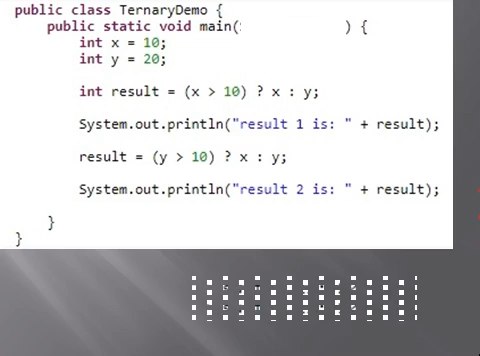 public class TernaryDemo {
public static void main( ) {
int x = 10;
int y = 20;
int result = (x > 10) ? x : y;
System.out.println("result 1 is: " + result);
result = (y > 10) ? x : y;
System.out.println("result 2 is: " + result);
}
}